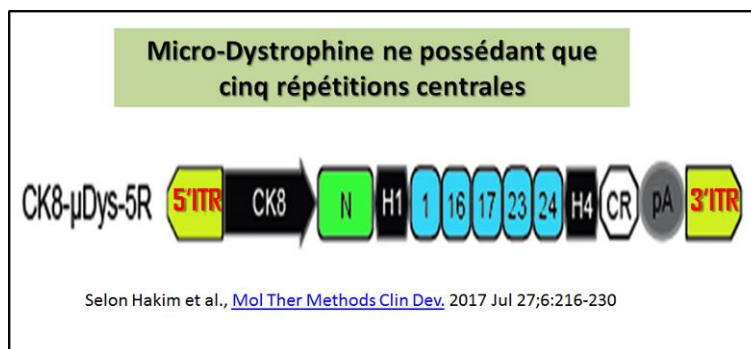 Micro-Dystrophine ne possédant que
cinq répétitions centrales
CK8-µDys-5R 5'ITR CK8 N H1 1 16 17 23 24 H4 CR pA 3'ITR
Selon Hakim et al., Mol Ther Methods Clin Dev. 2017 Jul 27;6:216-230